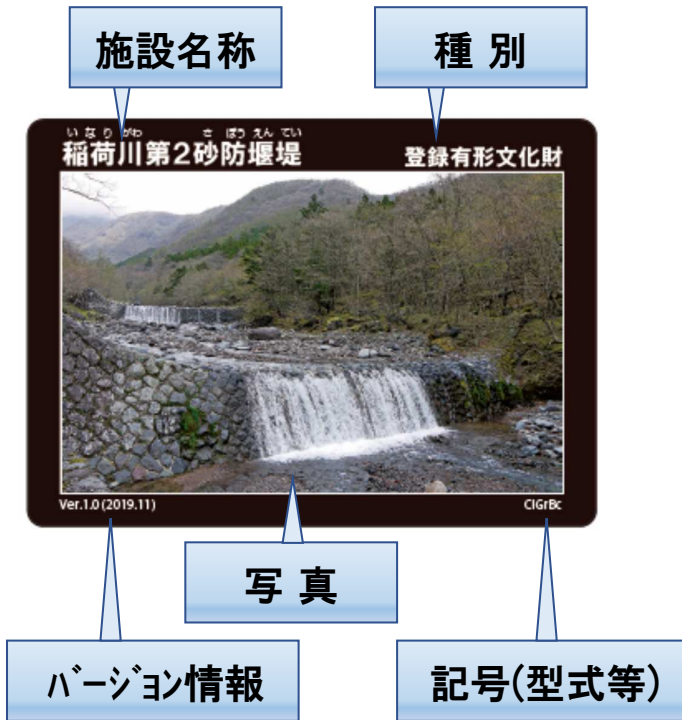 施設名称
種 別
い な り が わ さ ぼう えん てい
稲荷川第2砂防堰堤
登録有形文化財
Ver.1.0 (2019.11)
CIGrBc
写 真
バージョン情報
記号(型式等)